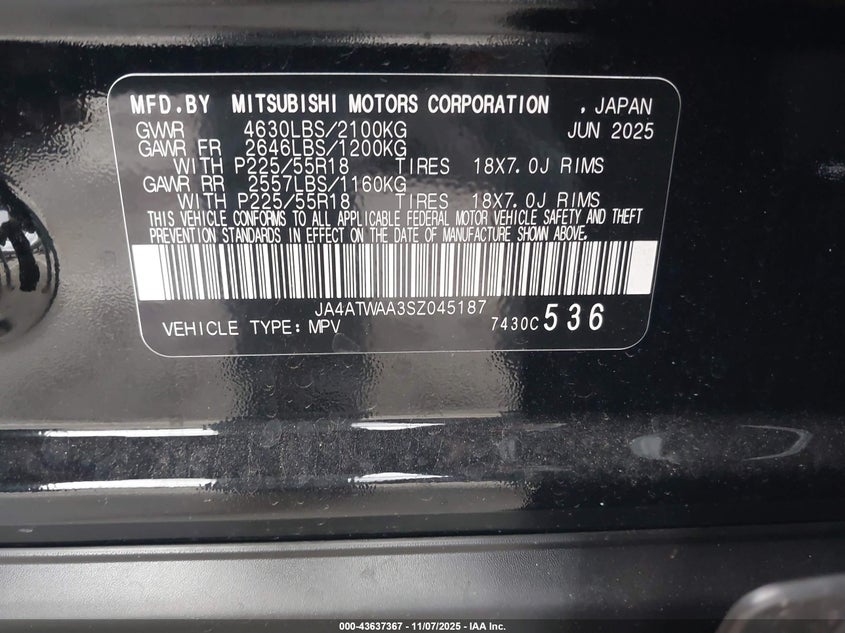 MFD.BY MITSUBISHI MOTORS CORPORATION , JAPAN
GVWR 4630LBS/2100KG JUN 2025
GAWR FR 2646LBS/1200KG
WITH P225/55R18 TIRES 18X7.0J RIMS
GAWR RR 2557LBS/1160KG
WITH P225/55R18 TIRES 18X7.0J RIMS
THIS VEHICLE CONFORMS TO ALL APPLICABLE FEDERAL MOTOR VEHICLE SAFETY AND THEFT
PREVENTION STANDARDS IN EFFECT ON THE DATE OF MANUFACTURE SHOWN ABOVE.
JA4ATWAA3SZ045187
VEHICLE TYPE: MPV 7430C 536
000-43637367 - 11/07/2025 - IAA Inc.